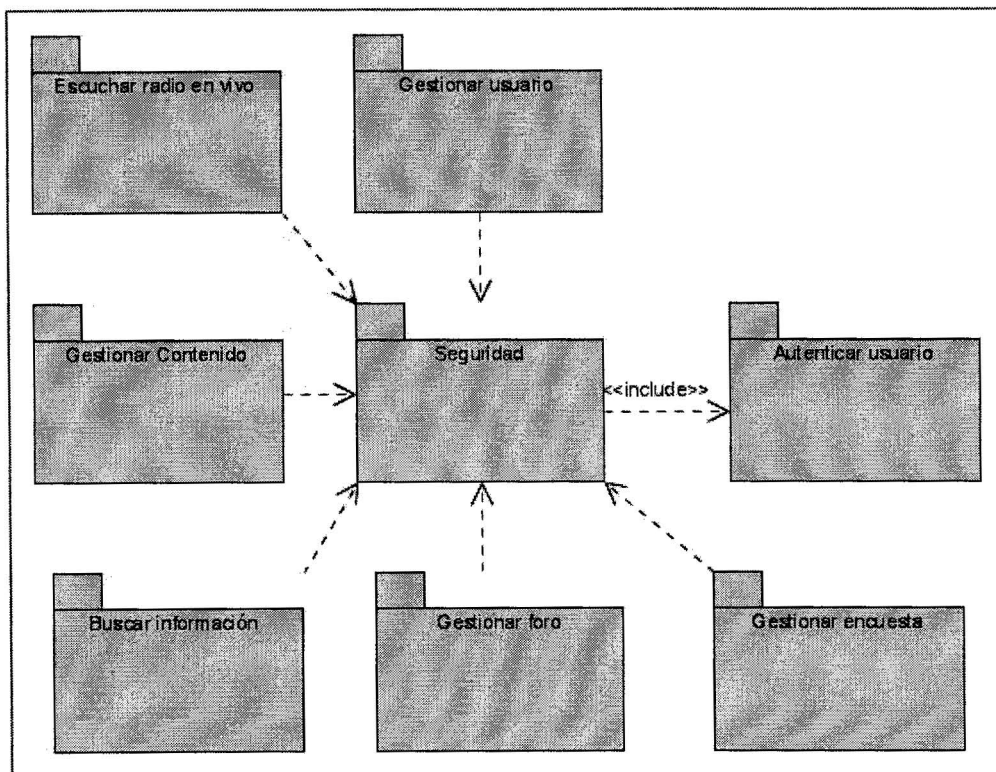 Escuchar radio en vivo
Gestionar usuario
Gestionar Contenido
Seguridad
<<include>>
Autenticar usuario
Buscar información
Gestionar foro
Gestionar encuesta